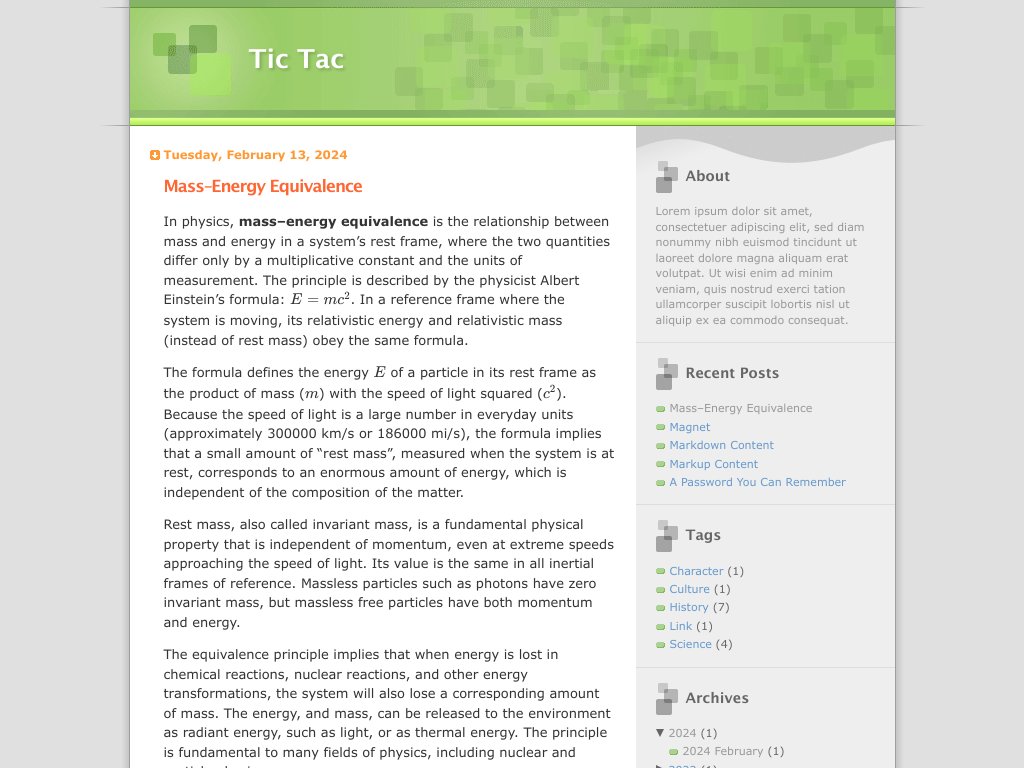 Tic Tac
Tuesday, February 13, 2024
Mass–Energy Equivalence
In physics, mass–energy equivalence is the relationship between
mass and energy in a system’s rest frame, where the two quantities
differ only by a multiplicative constant and the units of
measurement. The principle is described by the physicist Albert
Einstein’s formula: E = mc². In a reference frame where the
system is moving, its relativistic energy and relativistic mass
(instead of rest mass) obey the same formula.
The formula defines the energy E of a particle in its rest frame as
the product of mass (m) with the speed of light squared (c²).
Because the speed of light is a large number in everyday units
(approximately 300000 km/s or 186000 mi/s), the formula implies
that a small amount of “rest mass”, measured when the system is at
rest, corresponds to an enormous amount of energy, which is
independent of the composition of the matter.
Rest mass, also called invariant mass, is a fundamental physical
property that is independent of momentum, even at extreme speeds
approaching the speed of light. Its value is the same in all inertial
frames of reference. Massless particles such as photons have zero
invariant mass, but massless free particles have both momentum
and energy.
The equivalence principle implies that when energy is lost in
chemical reactions, nuclear reactions, and other energy
transformations, the system will also lose a corresponding amount
of mass. The energy, and mass, can be released to the environment
as radiant energy, such as light, or as thermal energy. The principle
is fundamental to many fields of physics, including nuclear and
About
Lorem ipsum dolor sit amet,
consectetuer adipiscing elit, sed diam
nonummy nibh euismod tincidunt ut
laoreet dolore magna aliquam erat
volutpat. Ut wisi enim ad minim
veniam, quis nostrud exerci tation
ullamcorper suscipit lobortis nisl ut
aliquip ex ea commodo consequat.
Recent Posts
Mass–Energy Equivalence
Magnet
Markdown Content
Markup Content
A Password You Can Remember
Tags
Character (1)
Culture (1)
History (7)
Link (1)
Science (4)
Archives
▼ 2024 (1)
2024 February (1)